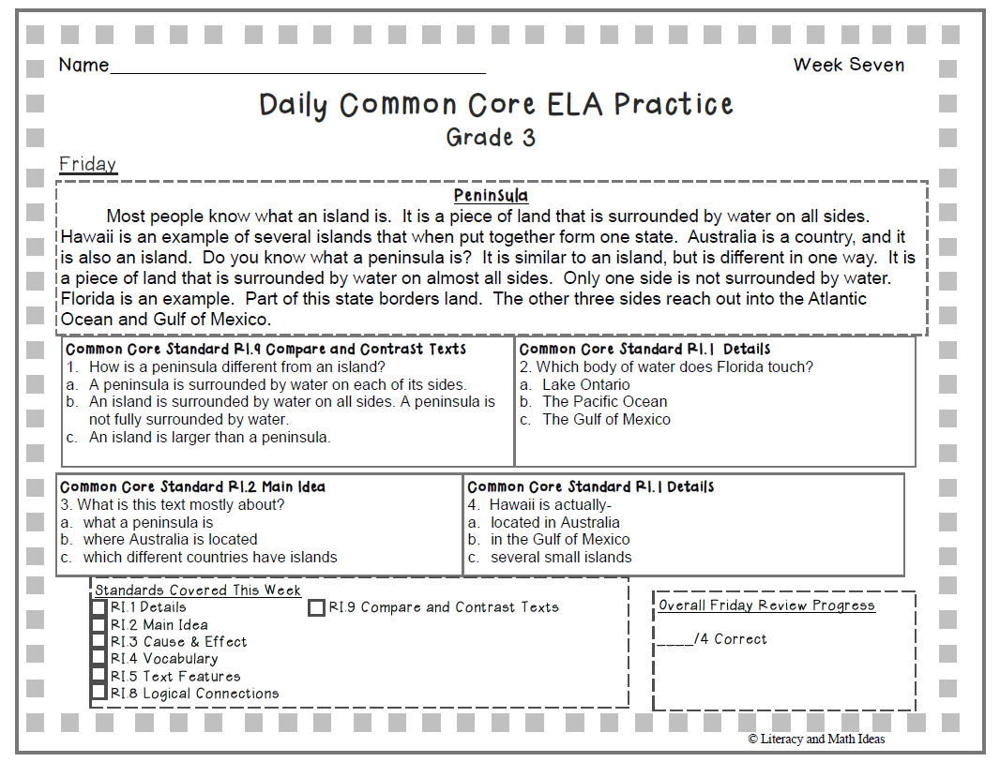 Name________________________________________ Week Seven
Daily Common Core ELA Practice
Grade 3
Friday
Peninsula
Most people know what an island is.  It is a piece of land that is surrounded by water on all sides.
Hawaii is an example of several islands that when put together form one state.  Australia is a country, and it
is also an island.  Do you know what a peninsula is?  It is similar to an island, but is different in one way.  It is
a piece of land that is surrounded by water on almost all sides.  Only one side is not surrounded by water.
Florida is an example.  Part of this state borders land.  The other three sides reach out into the Atlantic
Ocean and Gulf of Mexico.
Common Core Standard RI.9 Compare and Contrast Texts
1. How is a peninsula different from an island?
a. A peninsula is surrounded by water on each of its sides.
b. An island is surrounded by water on all sides. A peninsula is
not fully surrounded by water.
c. An island is larger than a peninsula.
Common Core Standard RI.1 Details
2. Which body of water does Florida touch?
a. Lake Ontario
b. The Pacific Ocean
c. The Gulf of Mexico
Common Core Standard RI.2 Main Idea
3. What is this text mostly about?
a. what a peninsula is
b. where Australia is located
c. which different countries have islands
Common Core Standard RI.1 Details
4. Hawaii is actually-
a. located in Australia
b. in the Gulf of Mexico
c. several small islands
Standards Covered This Week
RI.1 Details
RI.2 Main Idea
RI.3 Cause & Effect
RI.4 Vocabulary
RI.5 Text Features
RI.8 Logical Connections
RI.9 Compare and Contrast Texts
Overall Friday Review Progress
____/4 Correct
© Literacy and Math Ideas